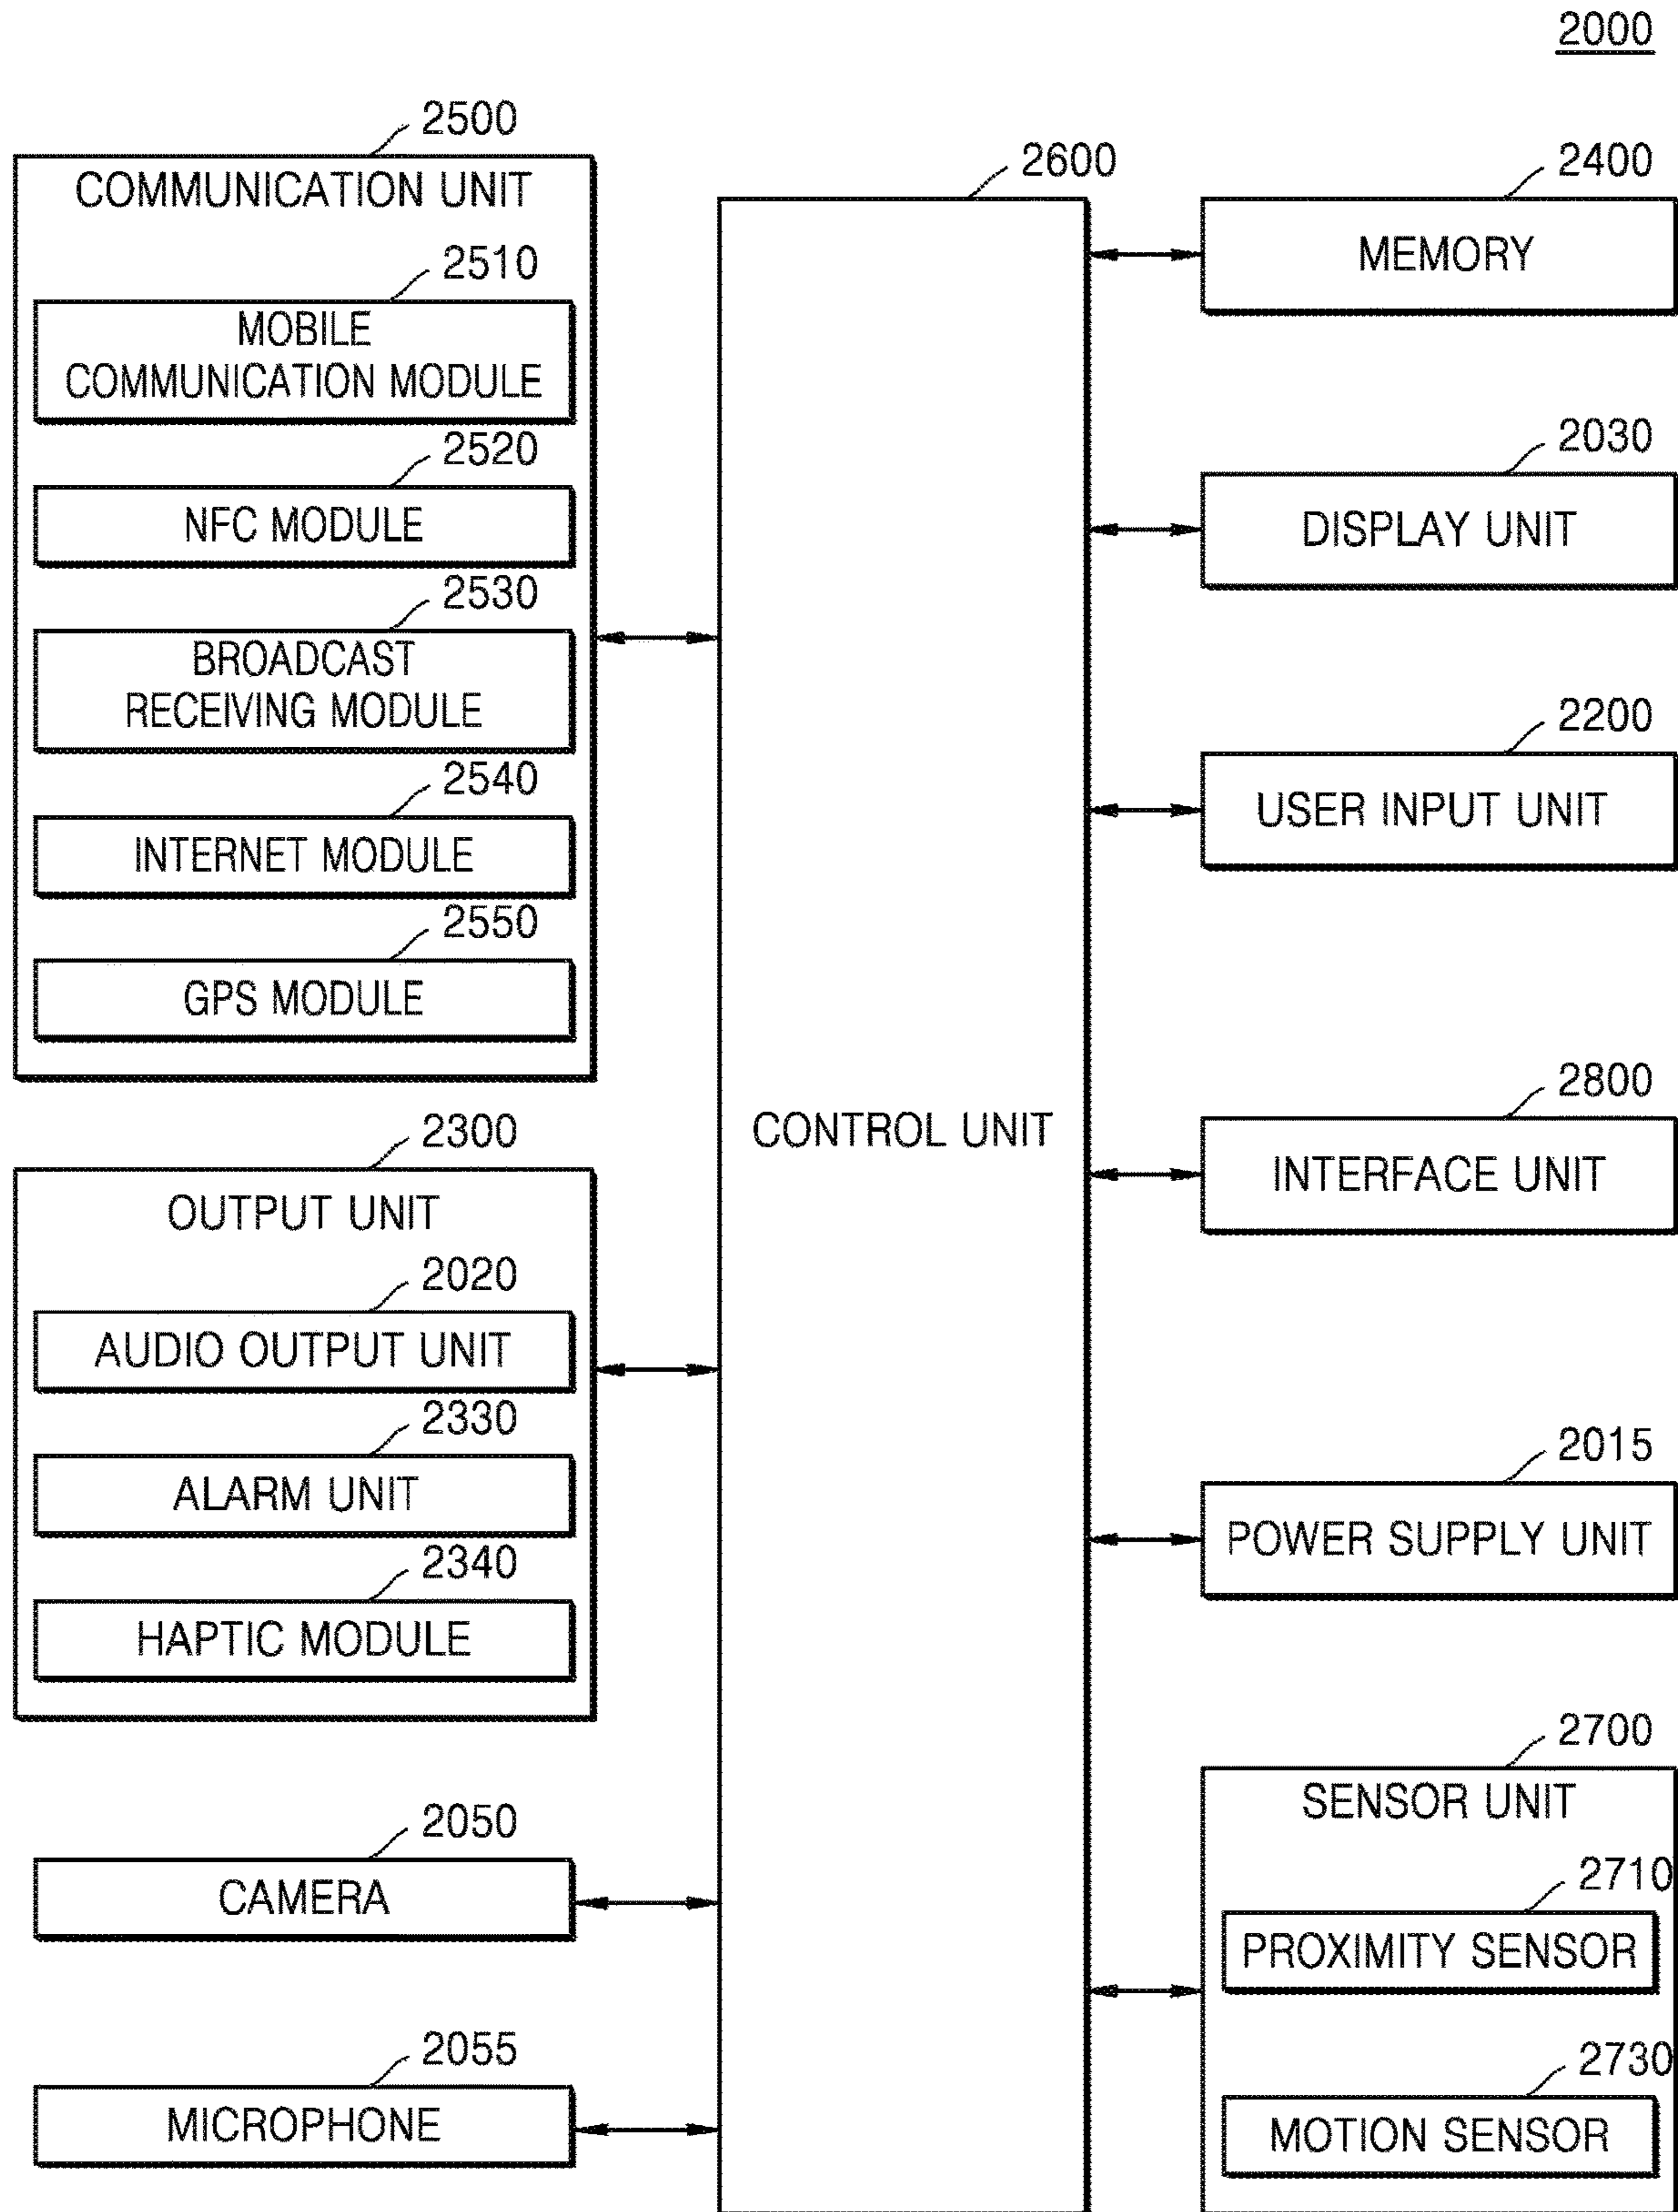 2000
2500
COMMUNICATION UNIT
2510
MOBILE
COMMUNICATION MODULE
2520
NFC MODULE
2530
BROADCAST
RECEIVING MODULE
2540
INTERNET MODULE
2550
GPS MODULE
2300
OUTPUT UNIT
2020
AUDIO OUTPUT UNIT
2330
ALARM UNIT
2340
HAPTIC MODULE
2050
CAMERA
2055
MICROPHONE
2600
CONTROL UNIT
2400
MEMORY
2030
DISPLAY UNIT
2200
USER INPUT UNIT
2800
INTERFACE UNIT
2015
POWER SUPPLY UNIT
2700
SENSOR UNIT
2710
PROXIMITY SENSOR
2730
MOTION SENSOR